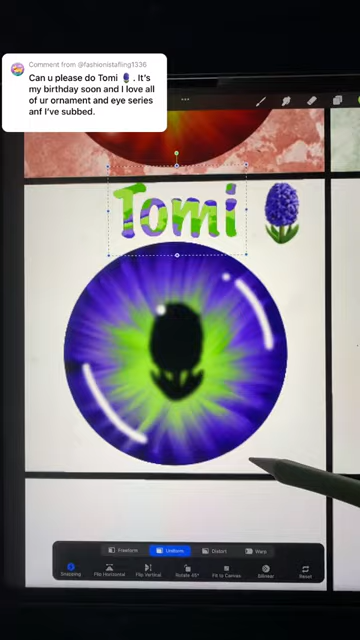 Comment from @fashionistafling1336
Can u please do Tomi 🪻. It's
my birthday soon and I love all
of ur ornament and eye series
anf I've subbed.
Tomi
Freeform
Uniform
Distort
Warp
Snapping
Flip Horizontal
Flip Vertical
Rotate 45°
Fit to Canvas
Bilinear
Reset